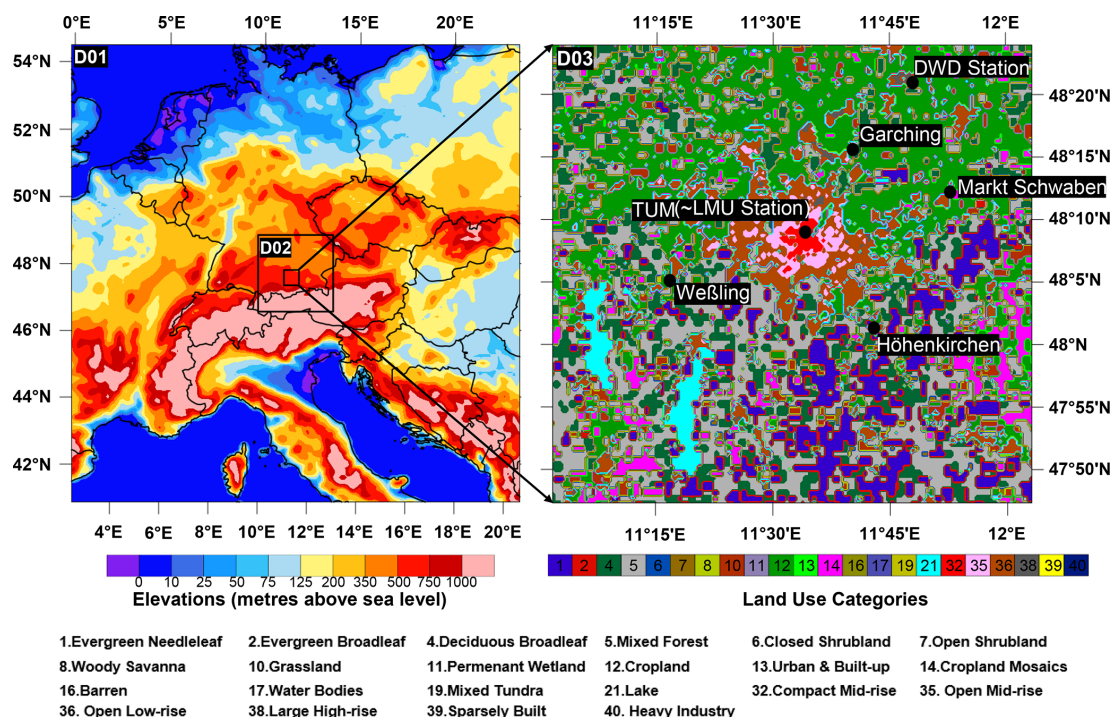 0°E 5°E 10°E 15°E 20°E
11°15'E 11°30'E 11°45'E 12°E
54°N
52°N
50°N
48°N
46°N
44°N
42°N
D01
D02
4°E 6°E 8°E 10°E 12°E 14°E 16°E 18°E 20°E
D03
DWD Station
Garching
Markt Schwaben
TUM(~LMU Station)
Weßling
Höhenkirchen
48°20'N
48°15'N
48°10'N
48°5'N
48°N
47°55'N
47°50'N
11°15'E 11°30'E 11°45'E 12°E
0 10 25 50 75 125 200 350 500 750 1000
Elevations (metres above sea level)
1 2 4 5 6 7 8 10 11 12 13 14 16 17 19 21 32 35 36 38 39 40
Land Use Categories
1.Evergreen Needleleaf 2.Evergreen Broadleaf 4.Deciduous Broadleaf 5.Mixed Forest 6.Closed Shrubland 7.Open Shrubland
8.Woody Savanna 10.Grassland 11.Permenant Wetland 12.Cropland 13.Urban & Built-up 14.Cropland Mosaics
16.Barren 17.Water Bodies 19.Mixed Tundra 21.Lake 32.Compact Mid-rise 35. Open Mid-rise
36. Open Low-rise 38.Large High-rise 39.Sparsely Built 40. Heavy Industry